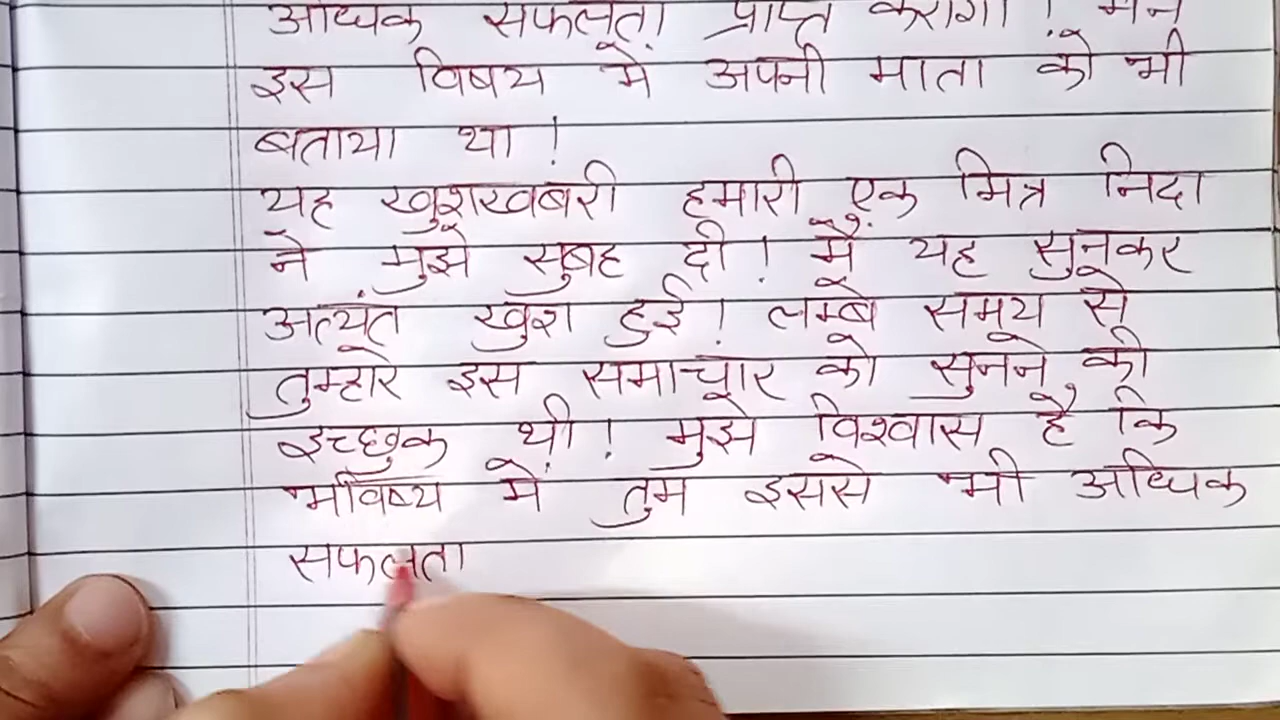 अधिक सफलता प्राप्त करोगी ! मैंने
इस विषय में अपनी माता को भी
बताया था !
यह खुशखबरी हमारी एक मित्र निदा
ने मुझे सुबह दी ! मैं यह सुनकर
अत्यंत खुश हुई ! लम्बे समय से
तुम्हारे इस समाचार को सुनने की
इच्छुक थी ! मुझे विश्वास है कि
भविष्य में तुम इससे भी अधिक
सफलता